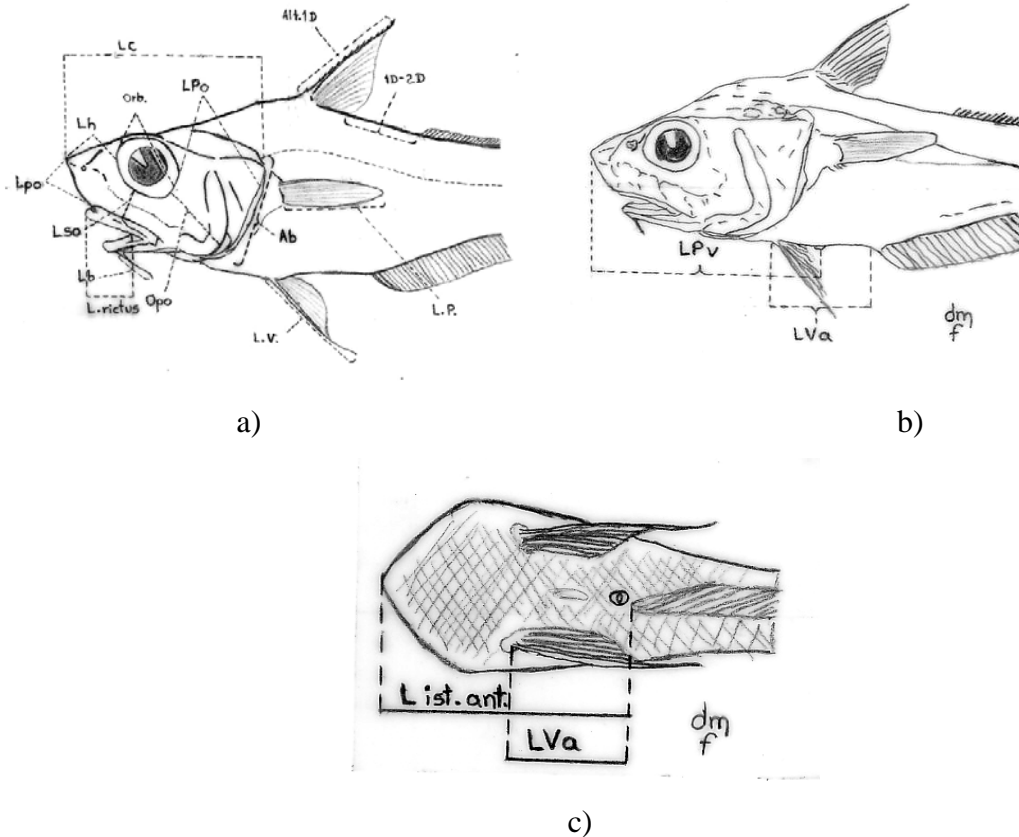 Alt.1D
Lc
LPo
1D-2D
Orb.
Lh
Lpo
Lso
Ab
Lb
Opo
L.rictus
L.P.
L.V.
LPv
LVa
dm
f
a)
b)
L ist.ant.
LVa
dm
f
c)